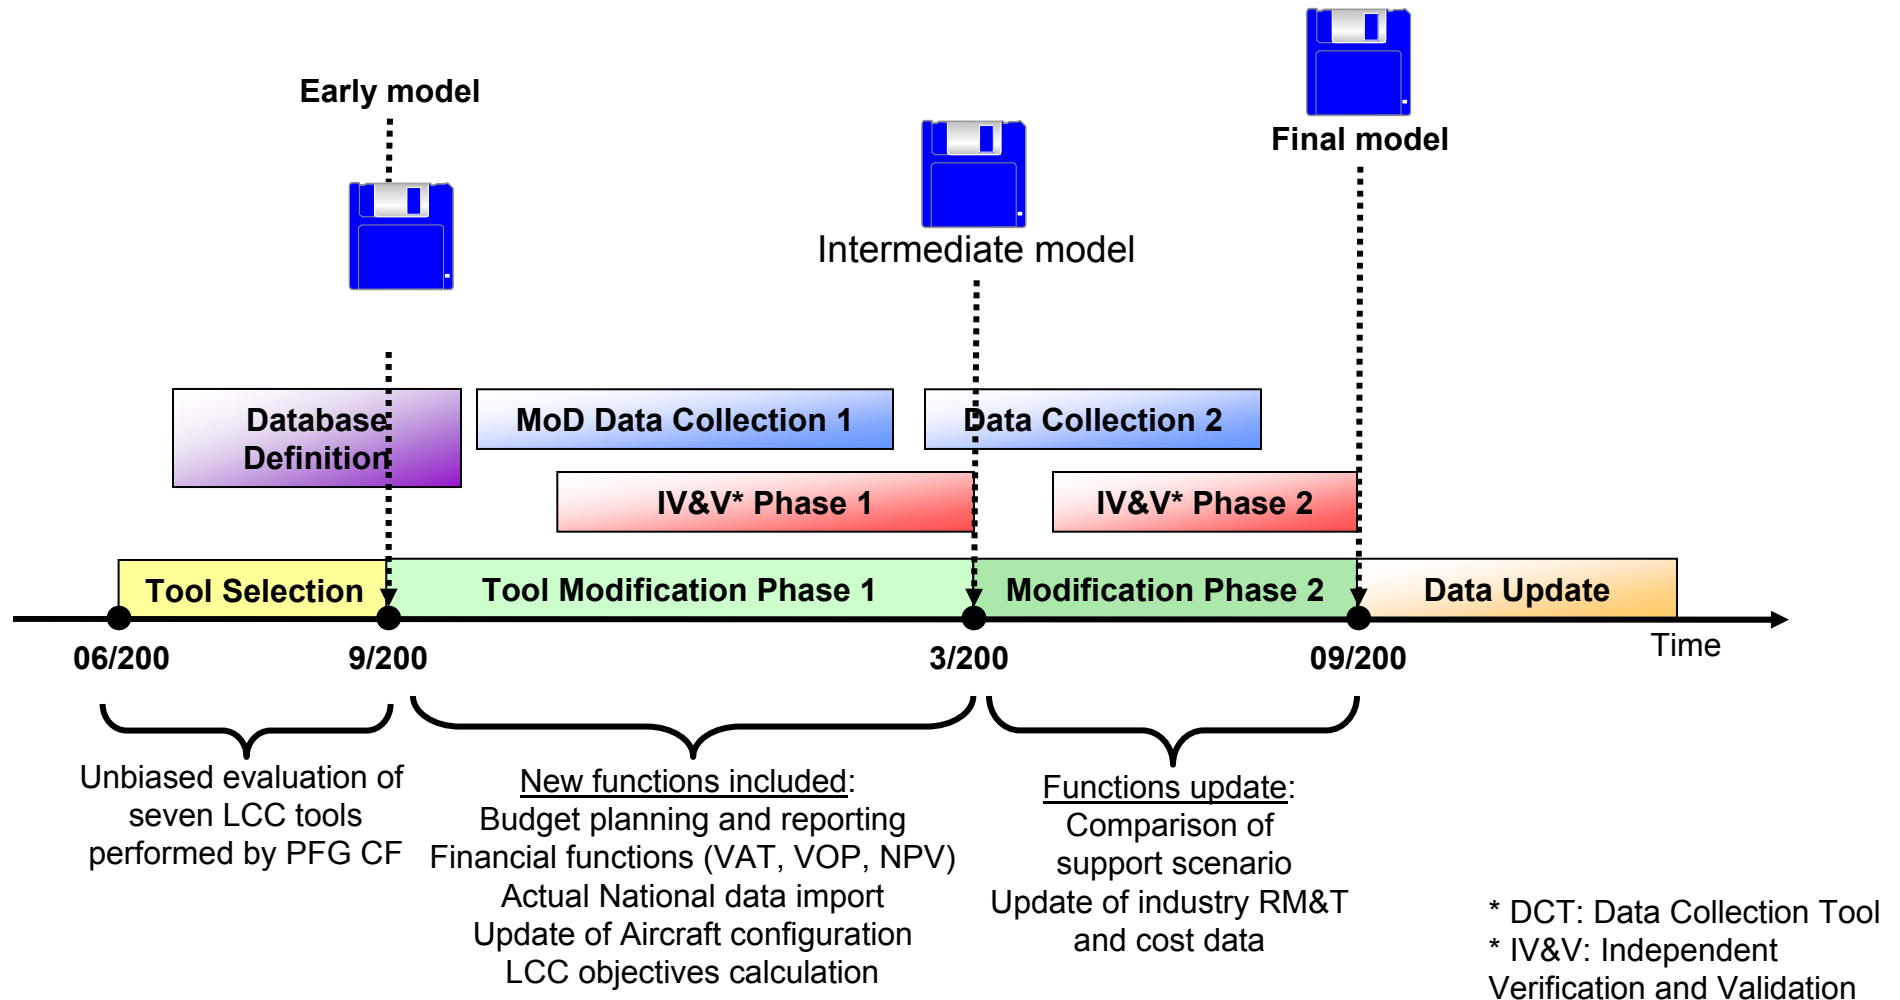 Early model
Final model
Intermediate model
Database
Definition
MoD Data Collection 1
Data Collection 2
IV&V* Phase 1
IV&V* Phase 2
Tool Selection
Tool Modification Phase 1
Modification Phase 2
Data Update
Time
06/200
9/200
3/200
09/200
Unbiased evaluation of
seven LCC tools
performed by PFG CF
New functions included:
Budget planning and reporting
Financial functions (VAT, VOP, NPV)
Actual National data import
Update of Aircraft configuration
LCC objectives calculation
Functions update:
Comparison of
support scenario
Update of industry RM&T
and cost data
* DCT: Data Collection Tool
* IV&V: Independent
Verification and Validation